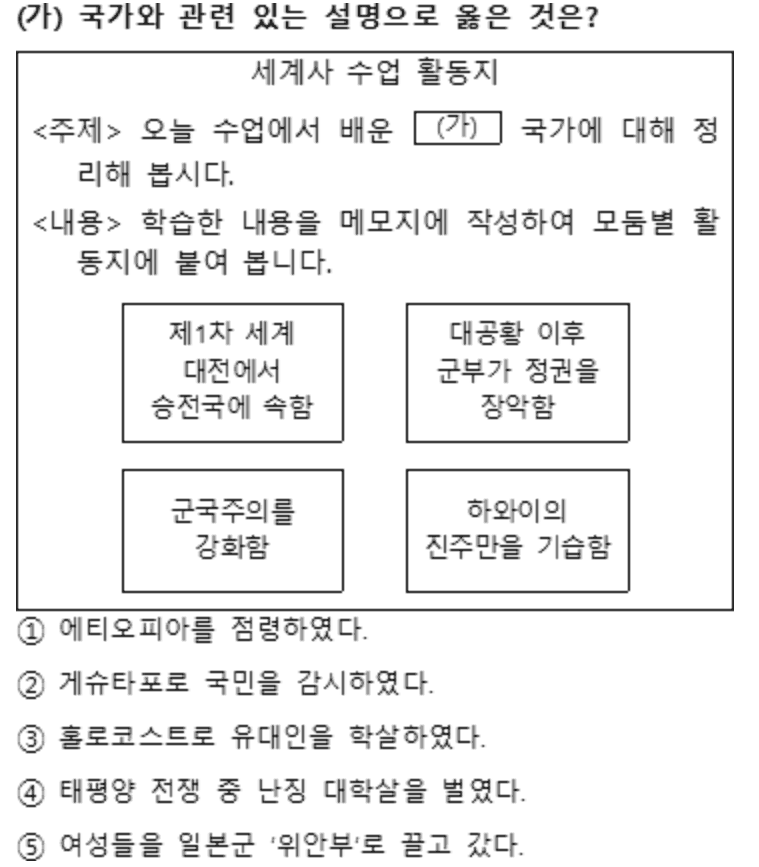 (가) 국가와 관련 있는 설명으로 옳은 것은?
세계사 수업 활동지
<주제> 오늘 수업에서 배운 (가) 국가에 대해 정
리해 봅시다.
<내용> 학습한 내용을 메모지에 작성하여 모둠별 활
동지에 붙여 봅니다.
제1차 세계
대전에서
승전국에 속함
대공황 이후
군부가 정권을
장악함
군국주의를
강화함
하와이의
진주만을 기습함
① 에티오피아를 점령하였다.
② 게슈타포로 국민을 감시하였다.
③ 홀로코스트로 유대인을 학살하였다.
④ 태평양 전쟁 중 난징 대학살을 벌였다.
⑤ 여성들을 일본군 '위안부'로 끌고 갔다.